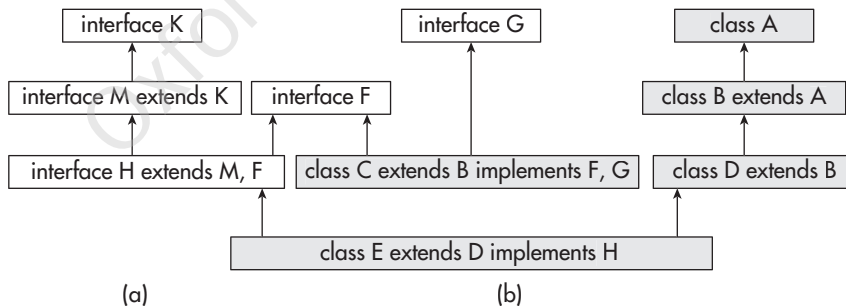 interface K
interface G
class A
interface M extends K
interface F
class B extends A
interface H extends M, F
class C extends B implements F, G
class D extends B
class E extends D implements H
(a)
(b)